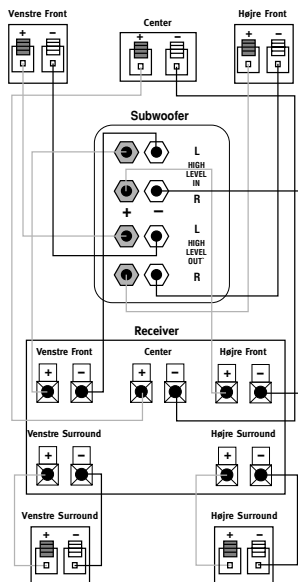 Venstre Front
Center
Højre Front
+ −
+ −
+ −
Subwoofer
L
HIGH
LEVEL
IN
R
+ −
L
HIGH
LEVEL
OUT
R
Receiver
Venstre Front
Center
Højre Front
+ −
+ −
+ −
Venstre Surround
Højre Surround
+ −
+ −
Venstre Surround
Højre Surround
+ −
+ −